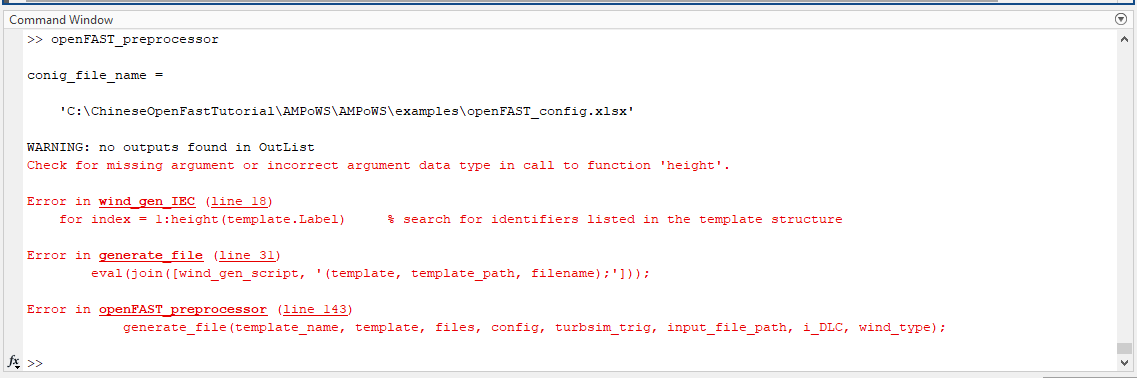 Command Window
>> openFAST_preprocessor
conig_file_name =
'C:\ChineseOpenFastTutorial\AMPoWS\AMPoWS\examples\openFAST_config.xlsx'
WARNING: no outputs found in OutList
Check for missing argument or incorrect argument data type in call to function 'height'.
Error in wind_gen_IEC (line 18)
for index = 1:height(template.Label) % search for identifiers listed in the template structure
Error in generate_file (line 31)
eval(join([wind_gen_script, '(template, template_path, filename);']));
Error in openFAST_preprocessor (line 143)
generate_file(template_name, template, files, config, turbsim_trig, input_file_path, i_DLC, wind_type);
fx >>